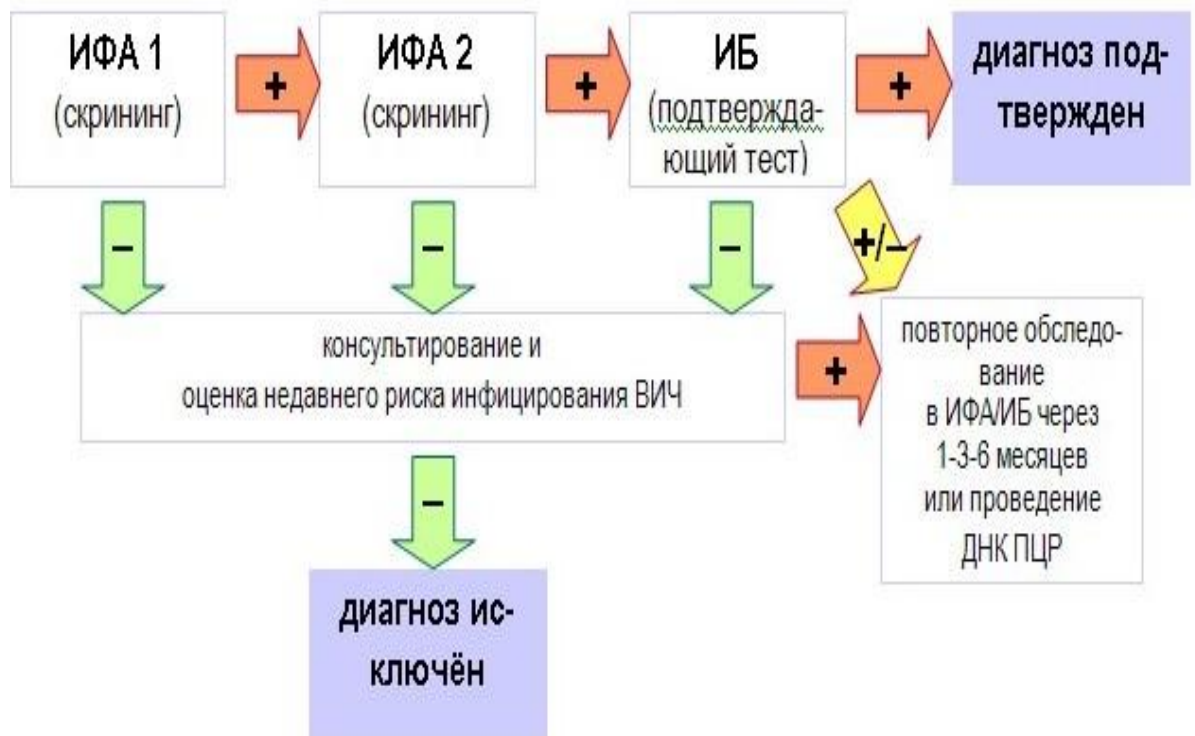 ИФА 1
(скрининг)
+
ИФА 2
(скрининг)
+
ИБ
(подтвержда-
ющий тест)
+
диагноз под-
твержден
–
–
–
+/–
консультирование и
оценка недавнего риска инфицирования ВИЧ
+
повторное обследо-
вание
в ИФА/ИБ через
1-3-6 месяцев
или проведение
ДНК ПЦР
–
диагноз ис-
ключён